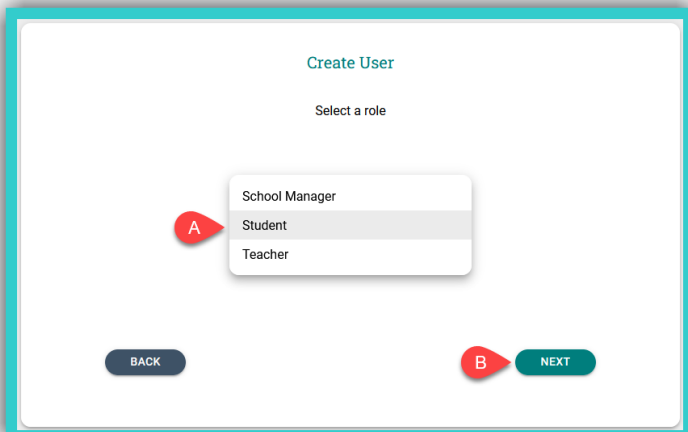 Create User
Select a role
School Manager
A
Student
Teacher
BACK
B
NEXT